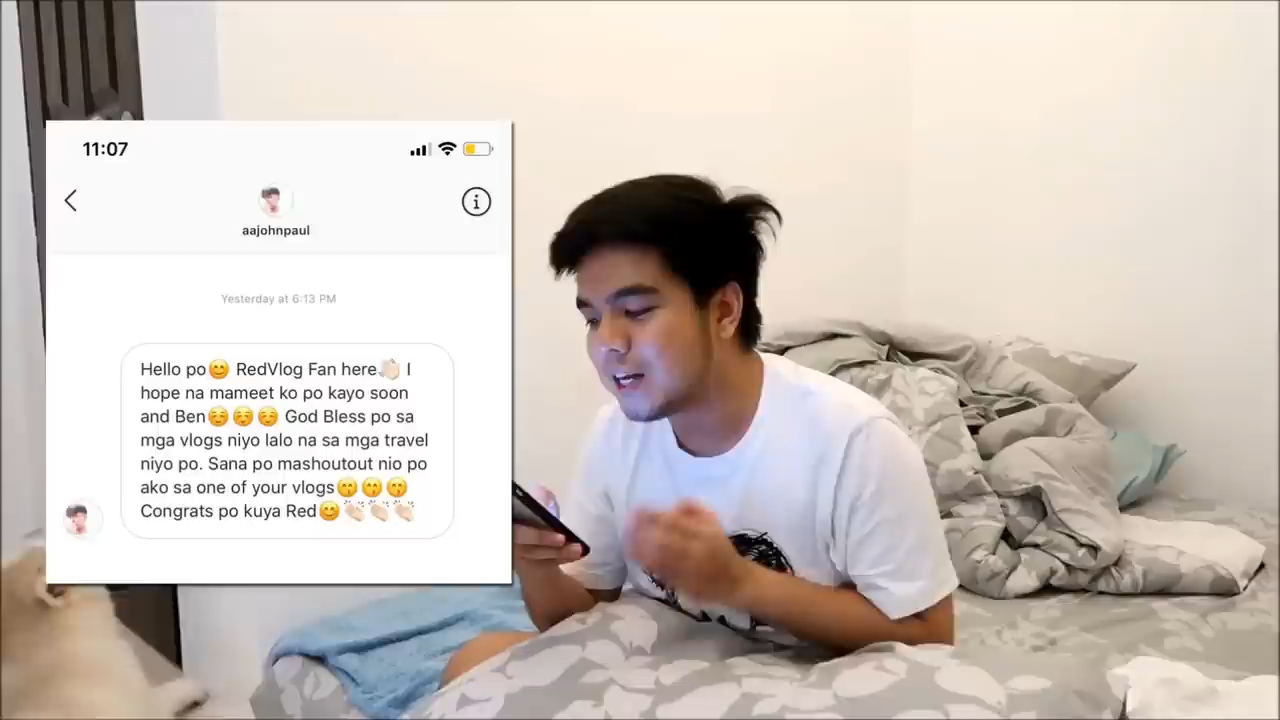 11:07
aajohnpaul
Yesterday at 6:13 PM
Hello po😊 RedVlog Fan here👏🏻 I
hope na mameet ko po kayo soon
and Ben☺️☺️☺️ God Bless po sa
mga vlogs niyo lalo na sa mga travel
niyo po. Sana po mashoutout nio po
ako sa one of your vlogs😙😙😙
Congrats po kuya Red😊👏🏻👏🏻👏🏻